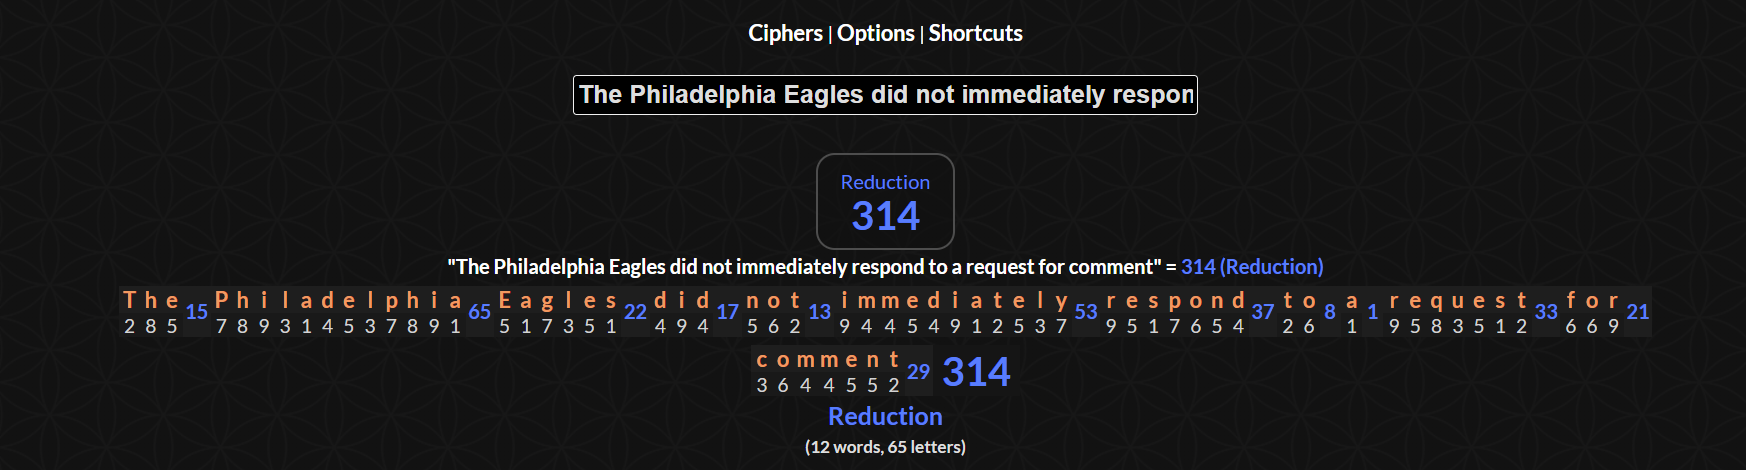 Ciphers | Options | Shortcuts
The Philadelphia Eagles did not immediately respon
Reduction
314
"The Philadelphia Eagles did not immediately respond to a request for comment" = 314 (Reduction)
T h e 15 P h i l a d e l p h i a 65 E a g l e s 22 d i d 17 n o t 13 i m m e d i a t e l y 53 r e s p o n d 37 t o 8 a 1 r e q u e s t 33 f o r 21
2 8 5 7 8 9 3 1 4 5 3 7 8 9 1 5 1 7 3 5 1 4 9 4 5 6 2 9 4 4 5 4 9 1 2 5 3 7 9 5 1 7 6 5 4 2 6 1 9 5 8 3 5 1 2 6 6 9
c o m m e n t 29 314
3 6 4 4 5 5 2
Reduction
(12 words, 65 letters)